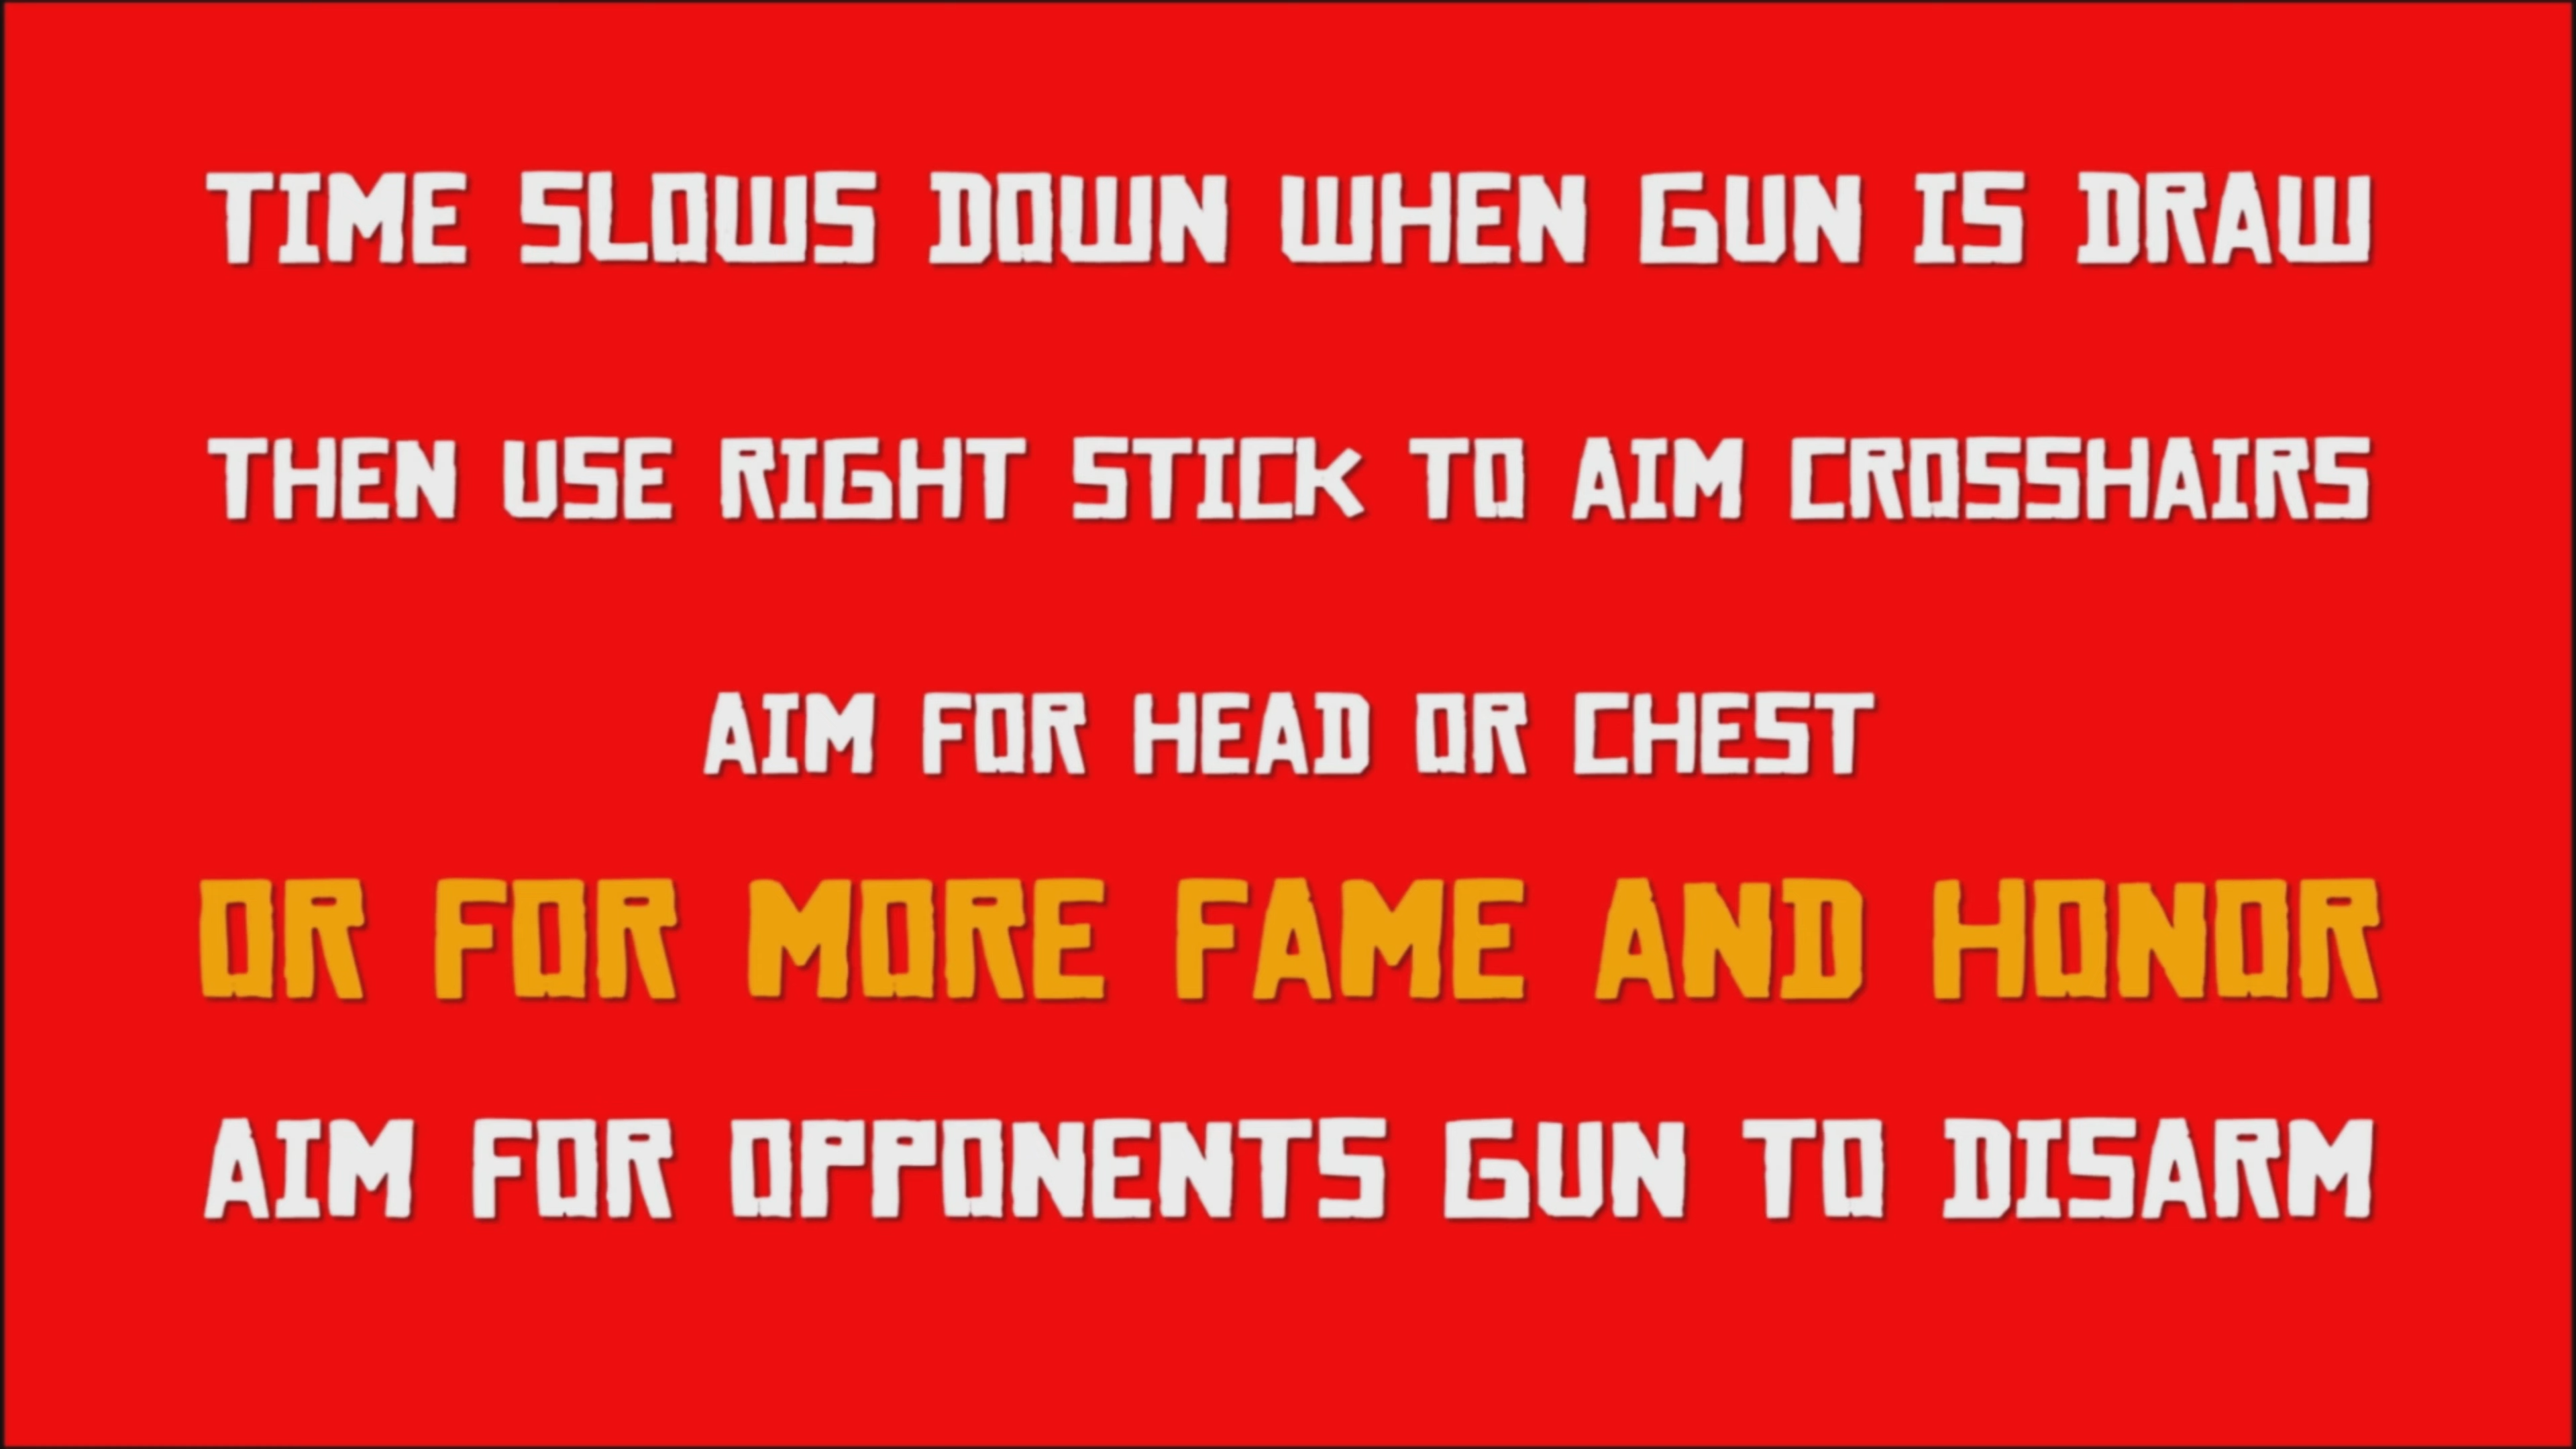 TIME SLOWS DOWN WHEN GUN IS DRAW
THEN USE RIGHT STICK TO AIM CROSSHAIRS
AIM FOR HEAD OR CHEST
OR FOR MORE FAME AND HONOR
AIM FOR OPPONENTS GUN TO DISARM